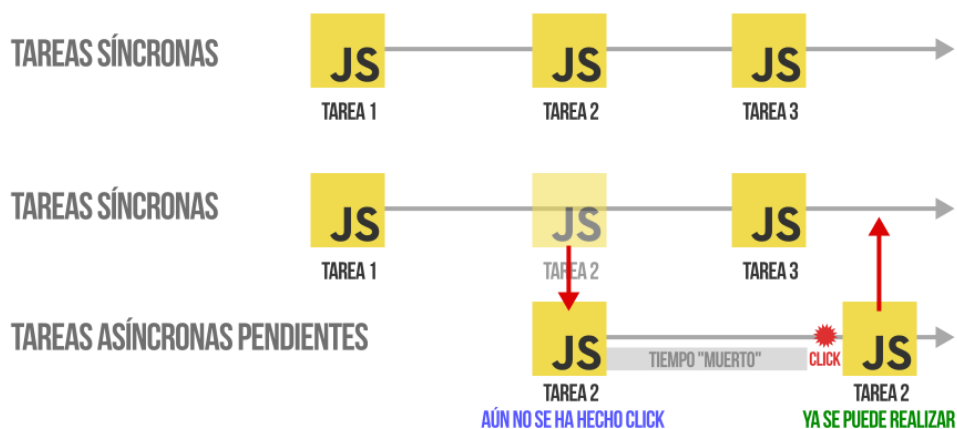 TAREAS SÍNCRONAS
JS JS JS
TAREA 1 TAREA 2 TAREA 3
TAREAS SÍNCRONAS
JS JS JS
TAREA 1 TAREA 2 TAREA 3
TAREAS ASÍNCRONAS PENDIENTES
JS TIEMPO "MUERTO" CLICK JS
TAREA 2 TAREA 2
AÚN NO SE HA HECHO CLICK YA SE PUEDE REALIZAR